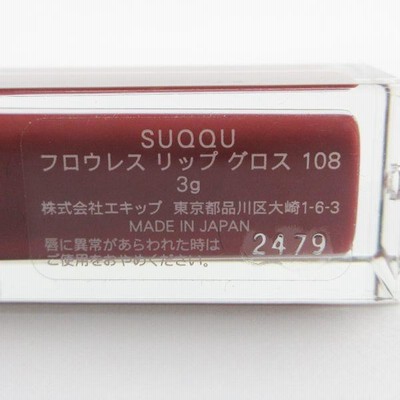 SUQQU
フロウレス リップ グロス 108
3g
株式会社エキップ 東京都品川区大崎1-6-3
MADE IN JAPAN
唇に異常があらわれた時は
ご使用をおやめください。
2479